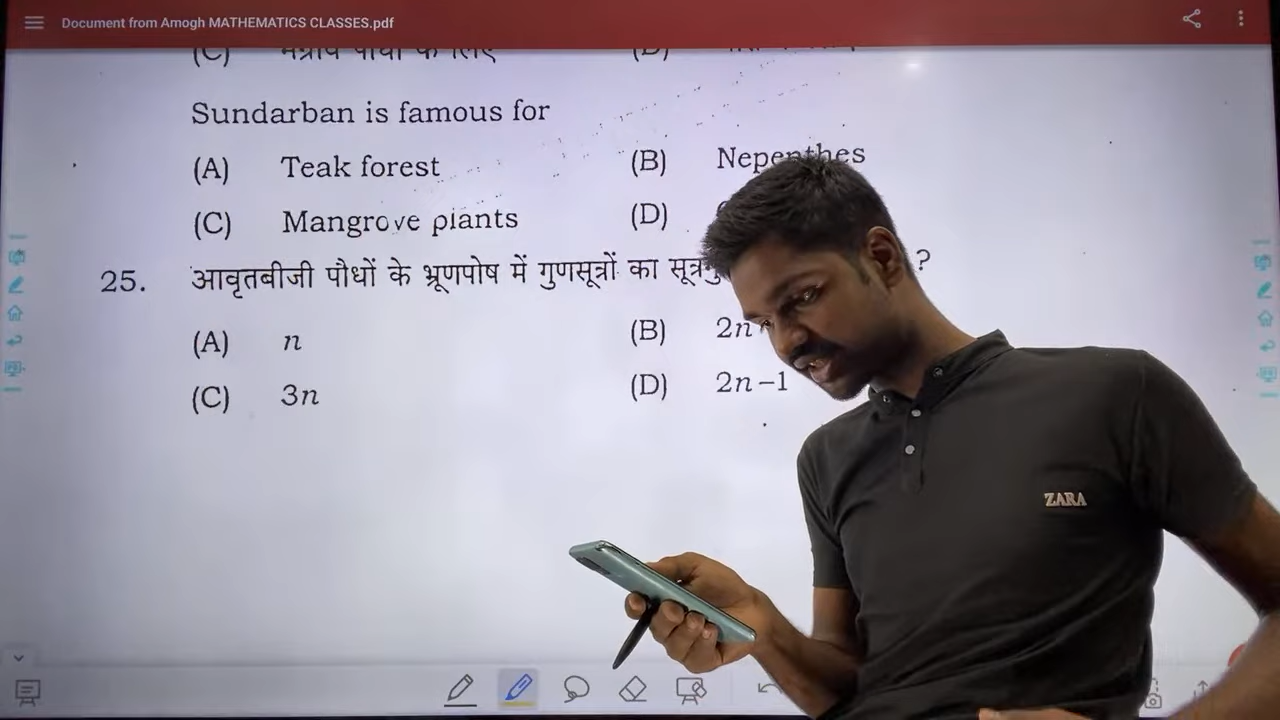 Document from Amogh MATHEMATICS CLASSES.pdf
(C) (D)
Sundarban is famous for
(A) Teak forest (B) Nepenthes
(C) Mangrove plants (D)
25. आवृतबीजी पौधों के भ्रूणपोष में गुणसूत्रों का ?
(A) n (B) 2n
(C) 3n (D) 2n-1
ZARA